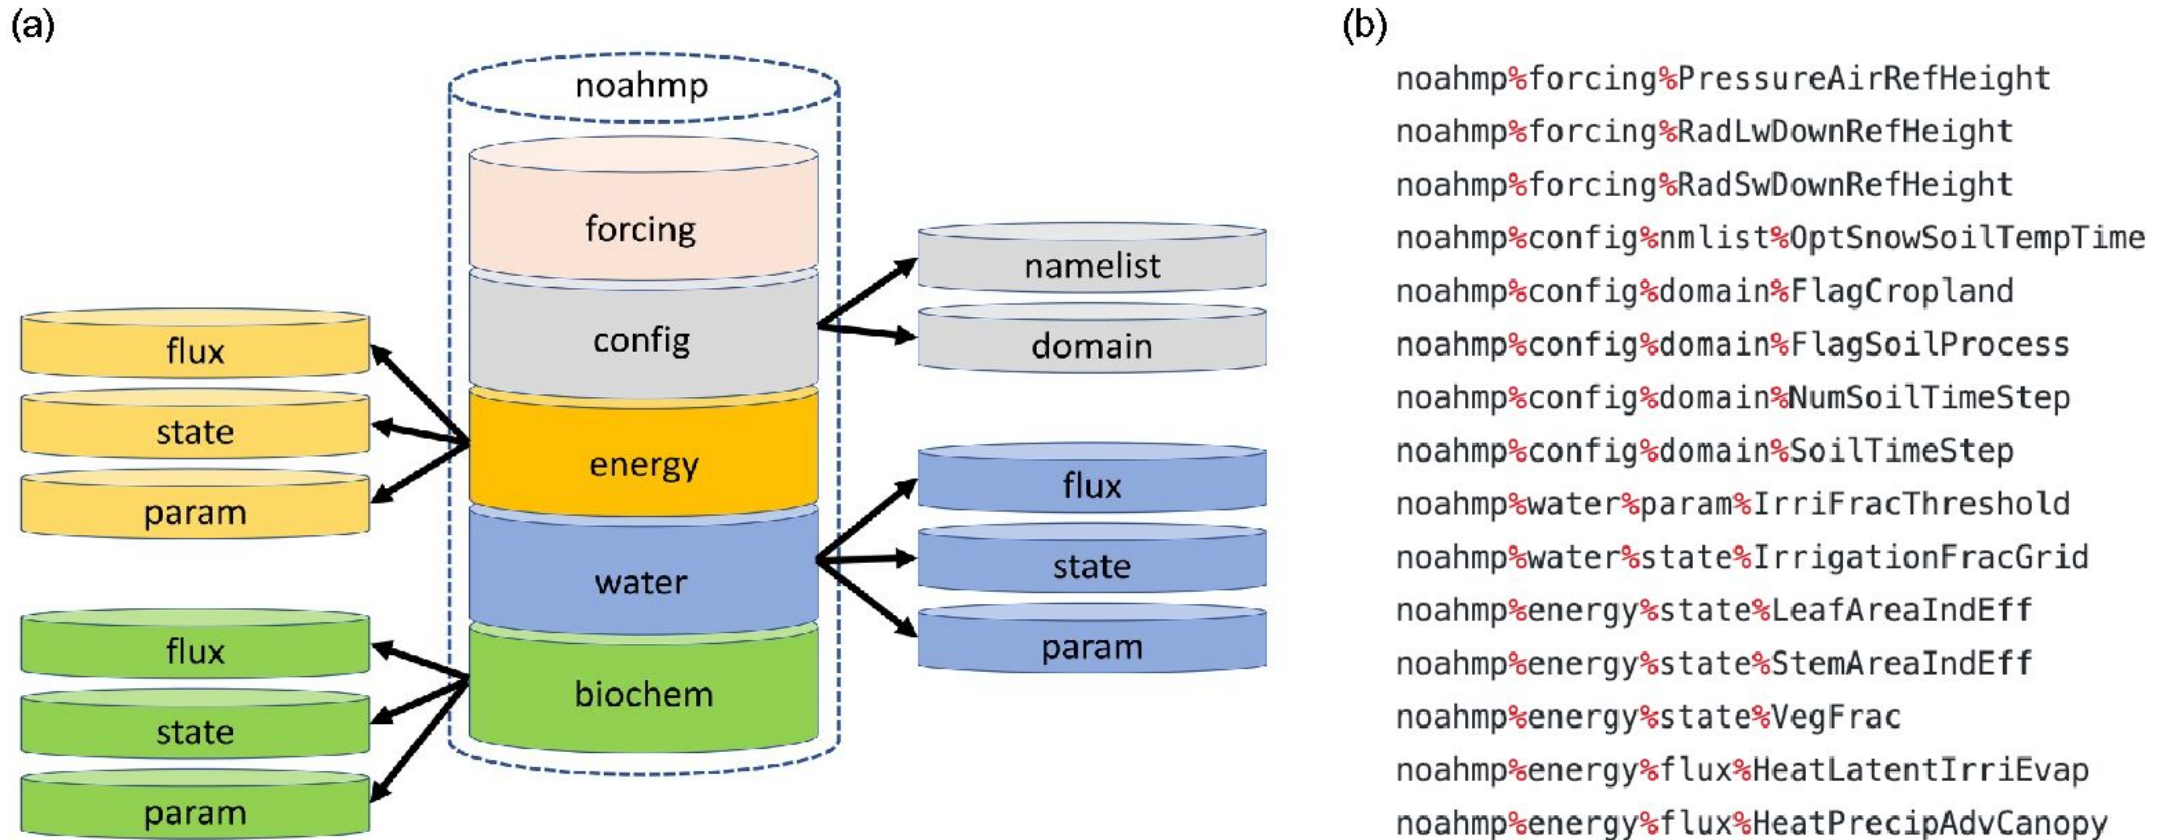 (a)
noahmp
forcing
config
energy
water
biochem
namelist
domain
flux
state
param
flux
state
param
flux
state
param
(b)
noahmp%forcing%PressureAirRefHeight
noahmp%forcing%RadLwDownRefHeight
noahmp%forcing%RadSwDownRefHeight
noahmp%config%nmlist%OptSnowSoilTempTime
noahmp%config%domain%FlagCropland
noahmp%config%domain%FlagSoilProcess
noahmp%config%domain%NumSoilTimeStep
noahmp%config%domain%SoilTimeStep
noahmp%water%param%IrriFracThreshold
noahmp%water%state%IrrigationFracGrid
noahmp%energy%state%LeafAreaIndEff
noahmp%energy%state%StemAreaIndEff
noahmp%energy%state%VegFrac
noahmp%energy%flux%HeatLatentIrriEvap
noahmp%energy%flux%HeatPrecipAdvCanopy